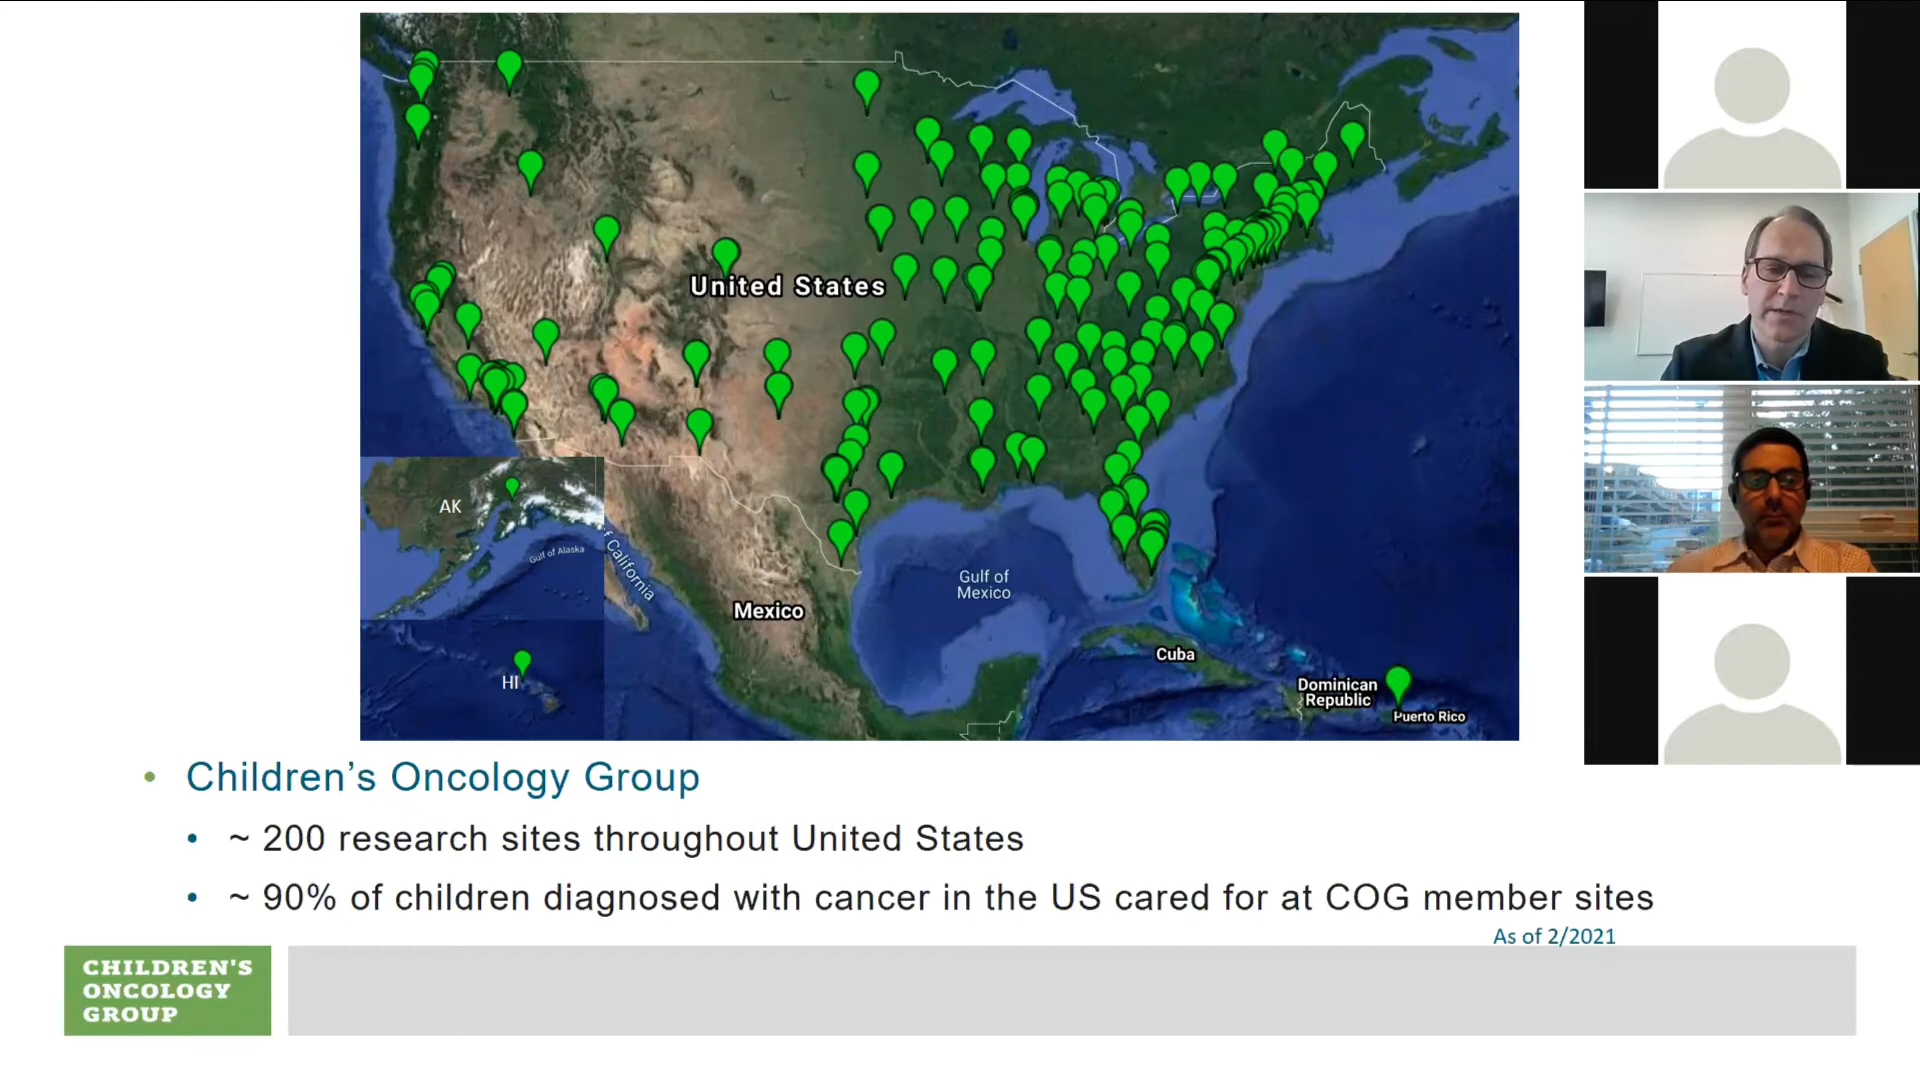 United States
AK
Gulf of Alaska
f California
HI
Mexico
Gulf of
Mexico
Cuba
Dominican
Republic
Puerto Rico
• Children's Oncology Group
• ~ 200 research sites throughout United States
• ~ 90% of children diagnosed with cancer in the US cared for at COG member sites
As of 2/2021
CHILDREN'S
ONCOLOGY
GROUP